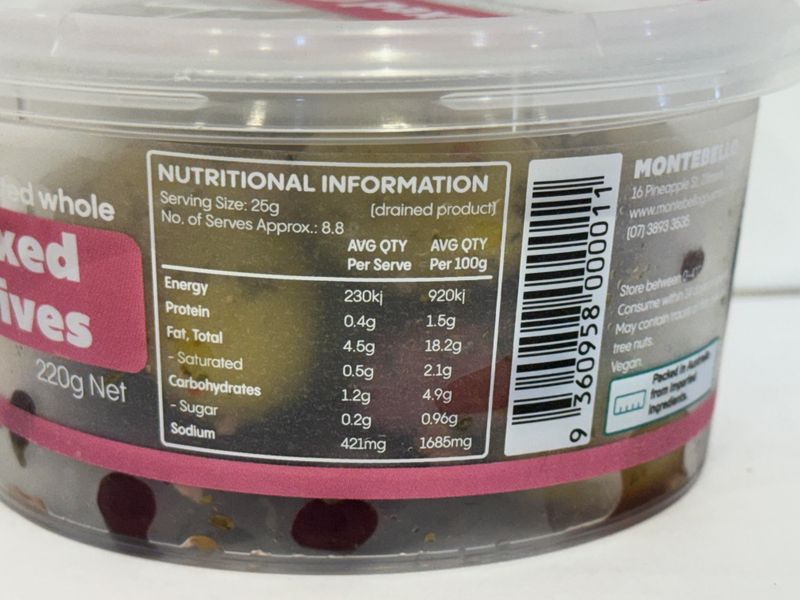 ed whole
xed
ives
220g Net
NUTRITIONAL INFORMATION
Serving Size: 25g (drained product)
No. of Serves Approx.: 8.8
AVG QTY Per Serve AVG QTY Per 100g
Energy 230kj 920kj
Protein 0.4g 1.5g
Fat, Total 4.5g 18.2g
- Saturated 0.5g 2.1g
Carbohydrates 1.2g 4.9g
- Sugar 0.2g 0.96g
Sodium 421mg 1685mg
9 360958 000011
MONTEBELLO
16 Pineapple St,
(07) 3893 3635
Store between
Consume within
May contain
tree nuts.
Vegan.
Packed in Australia
from imported
ingredients.